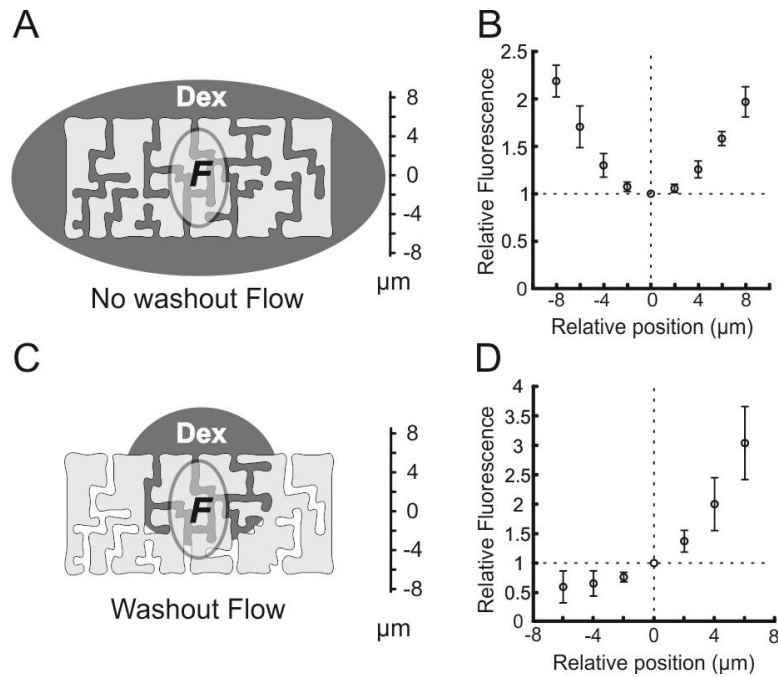 A
Dex
F
8
4
0
-4
-8
µm
No washout Flow
B
Relative Fluorescence
2.5
2
1.5
1
0.5
0
-8 -4 0 4 8
Relative position (µm)
C
Dex
F
8
4
0
-4
-8
µm
Washout Flow
D
Relative Fluorescence
4
3.5
3
2.5
2
1.5
1
0.5
0
-8 -4 0 4 8
Relative position (µm)